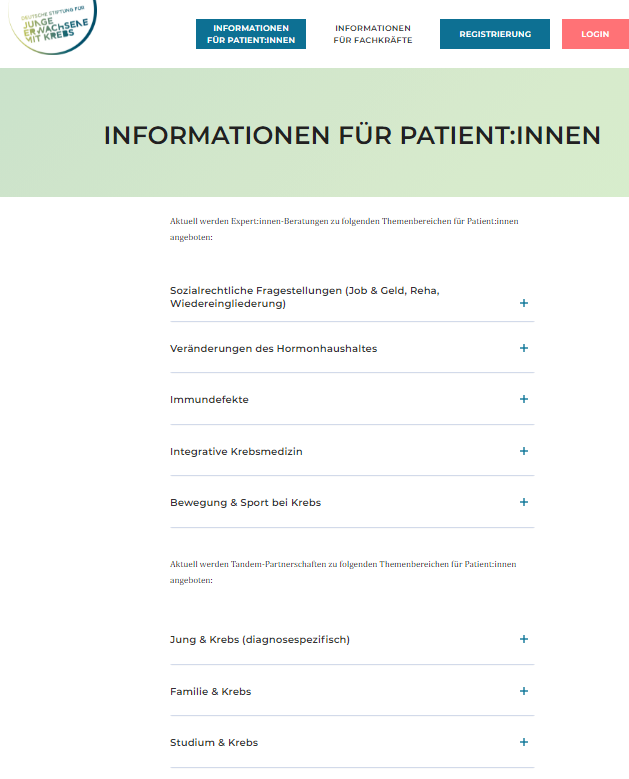 DEUTSCHE STIFTUNG FÜR
JUNGE
ERWACHSENE
MIT KREBS
INFORMATIONEN
FÜR PATIENT:INNEN
INFORMATIONEN
FÜR FACHKRÄFTE
REGISTRIERUNG
LOGIN
INFORMATIONEN FÜR PATIENT:INNEN
Aktuell werden Expert:innen-Beratungen zu folgenden Themenbereichen für Patient:innen
angeboten:
Sozialrechtliche Fragestellungen (Job & Geld, Reha,
Wiedereingliederung) +
Veränderungen des Hormonhaushaltes +
Immundefekte +
Integrative Krebsmedizin +
Bewegung & Sport bei Krebs +
Aktuell werden Tandem-Partnerschaften zu folgenden Themenbereichen für Patient:innen
angeboten:
Jung & Krebs (diagnosespezifisch) +
Familie & Krebs +
Studium & Krebs +